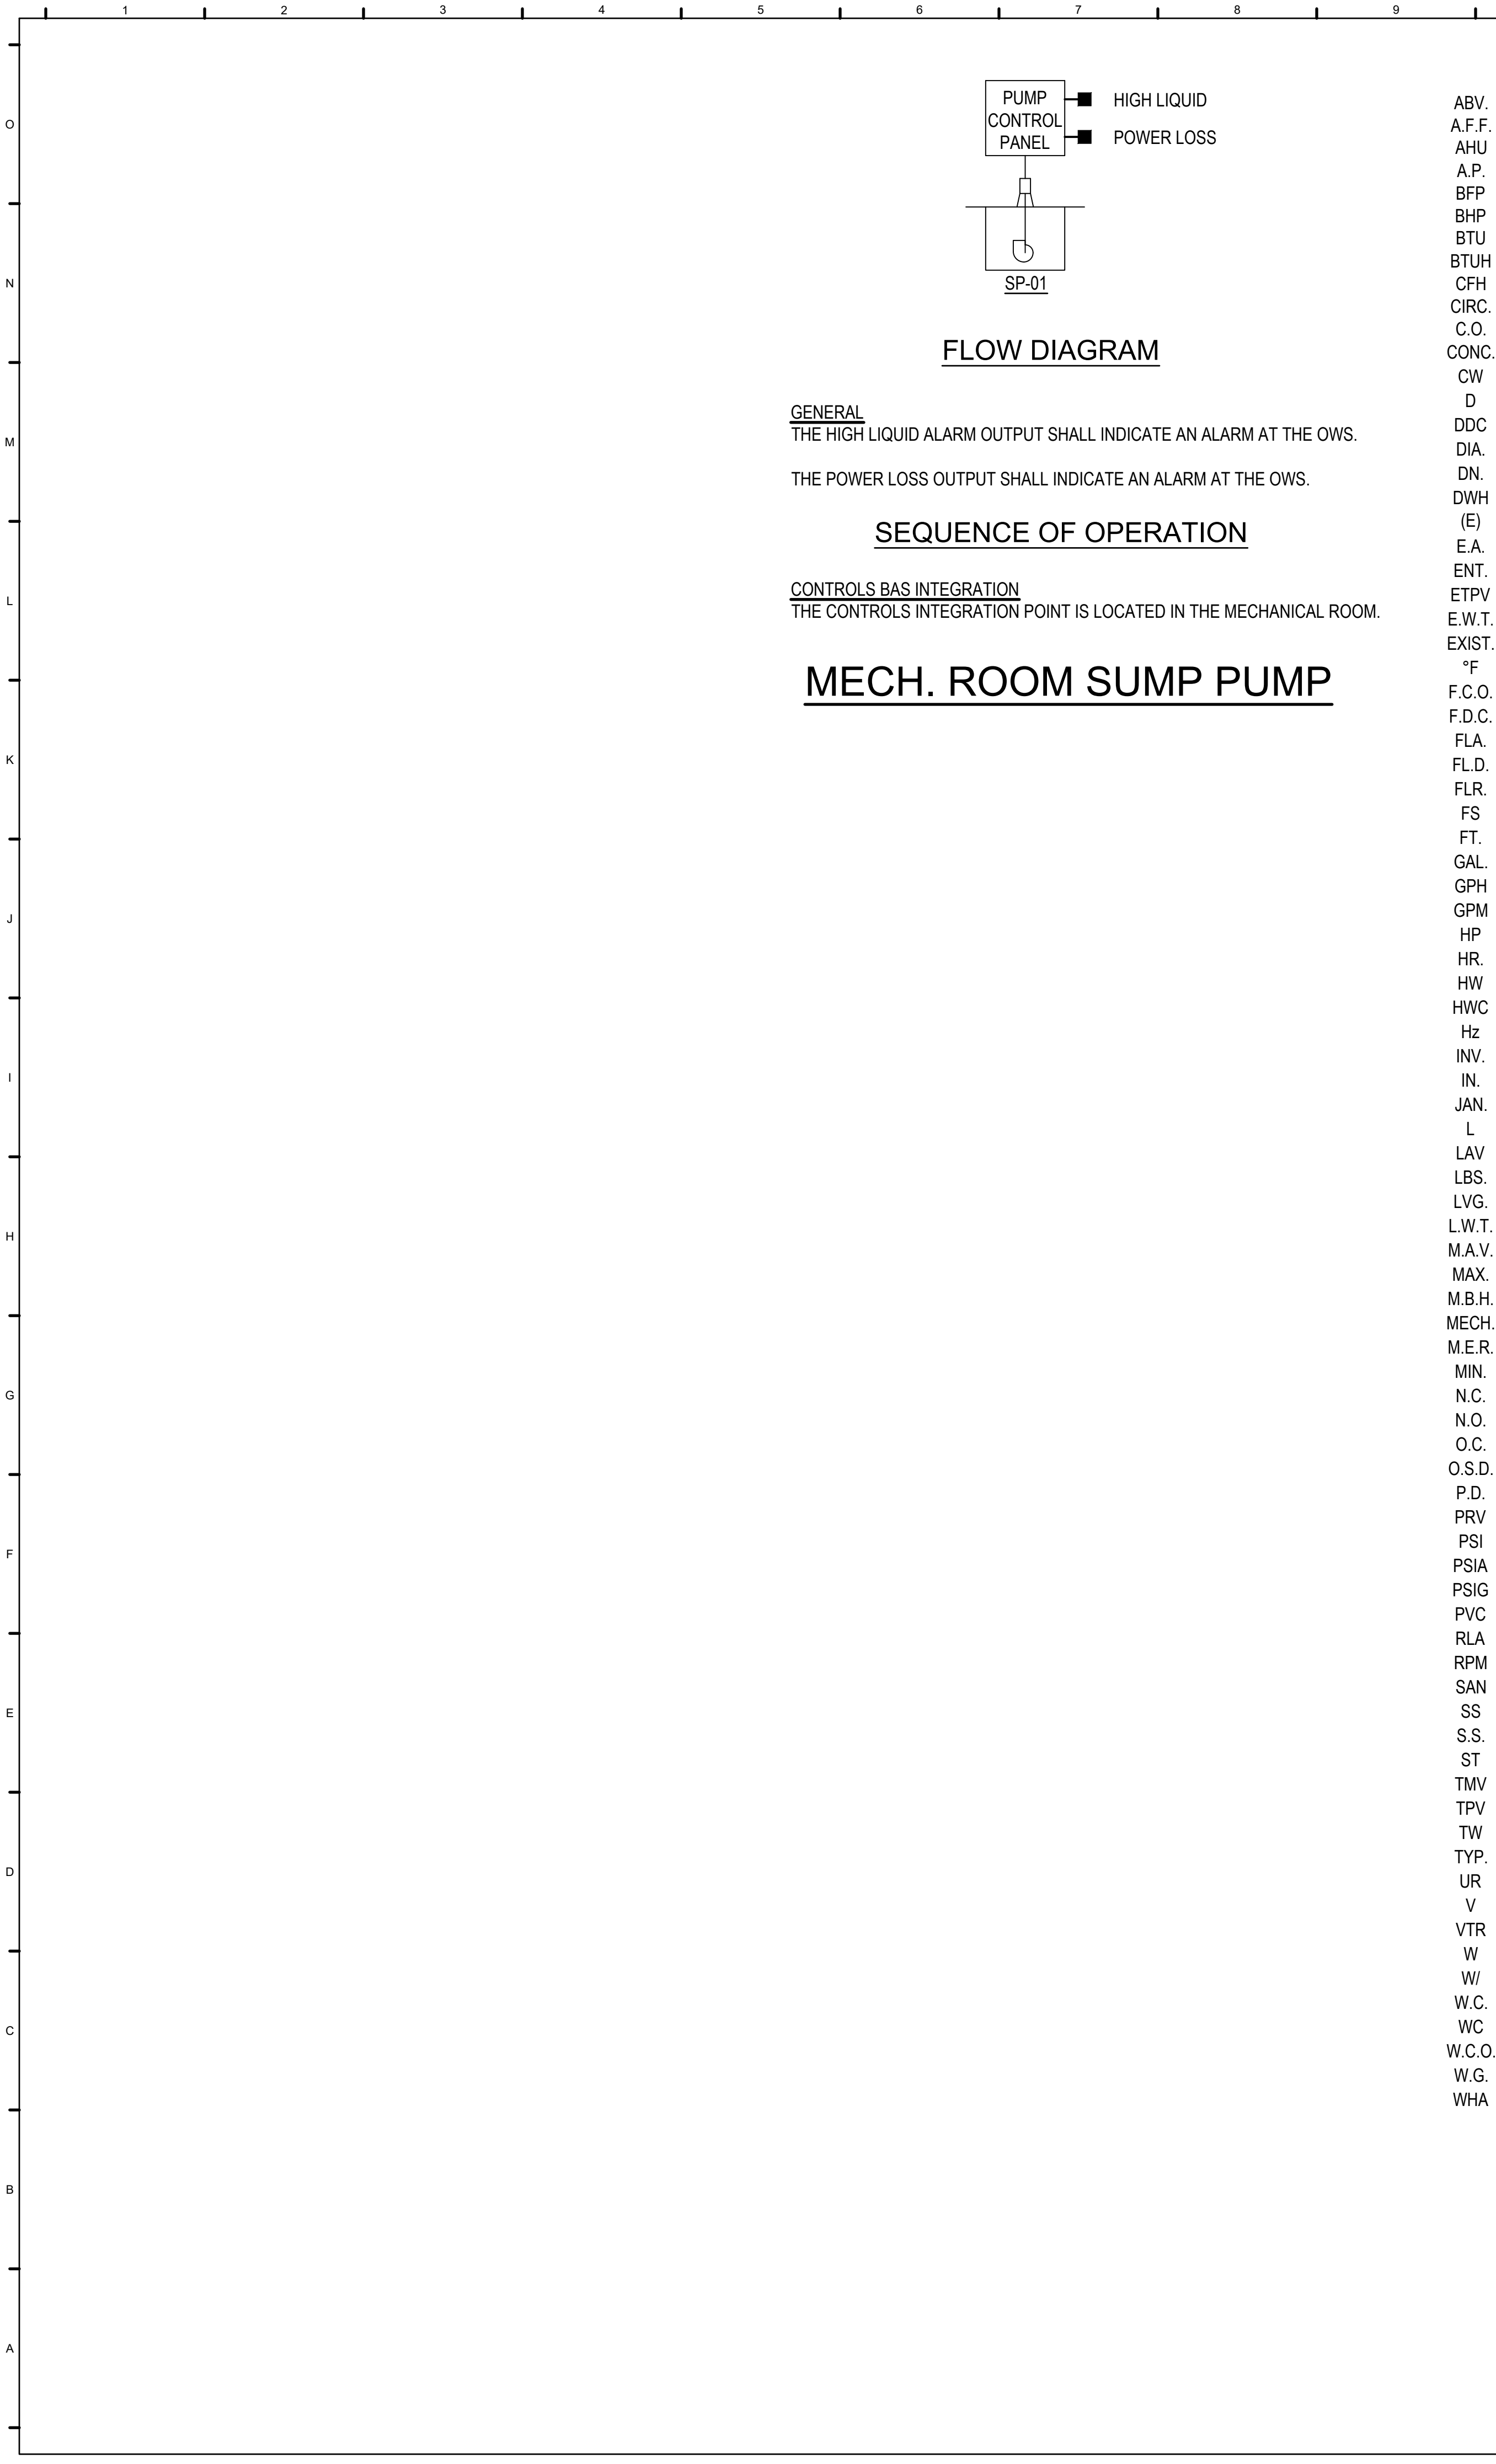 1 2 3 4 5 6 7 8 9
O
N
M
L
K
J
I
H
G
F
E
D
C
B
A
PUMP
CONTROL
PANEL
HIGH LIQUID
POWER LOSS
SP-01
FLOW DIAGRAM
GENERAL
THE HIGH LIQUID ALARM OUTPUT SHALL INDICATE AN ALARM AT THE OWS.
THE POWER LOSS OUTPUT SHALL INDICATE AN ALARM AT THE OWS.
SEQUENCE OF OPERATION
CONTROLS BAS INTEGRATION
THE CONTROLS INTEGRATION POINT IS LOCATED IN THE MECHANICAL ROOM.
MECH. ROOM SUMP PUMP
ABV.
A.F.F.
AHU
A.P.
BFP
BHP
BTU
BTUH
CFH
CIRC.
C.O.
CONC.
CW
D
DDC
DIA.
DN.
DWH
(E)
E.A.
ENT.
ETPV
E.W.T.
EXIST.
°F
F.C.O.
F.D.C.
FLA.
FL.D.
FLR.
FS
FT.
GAL.
GPH
GPM
HP
HR.
HW
HWC
Hz
INV.
IN.
JAN.
L
LAV
LBS.
LVG.
L.W.T.
M.A.V.
MAX.
M.B.H.
MECH.
M.E.R.
MIN.
N.C.
N.O.
O.C.
O.S.D.
P.D.
PRV
PSI
PSIA
PSIG
PVC
RLA
RPM
SAN
SS
S.S.
ST
TMV
TPV
TW
TYP.
UR
V
VTR
W
W/
W.C.
WC
W.C.O.
W.G.
WHA